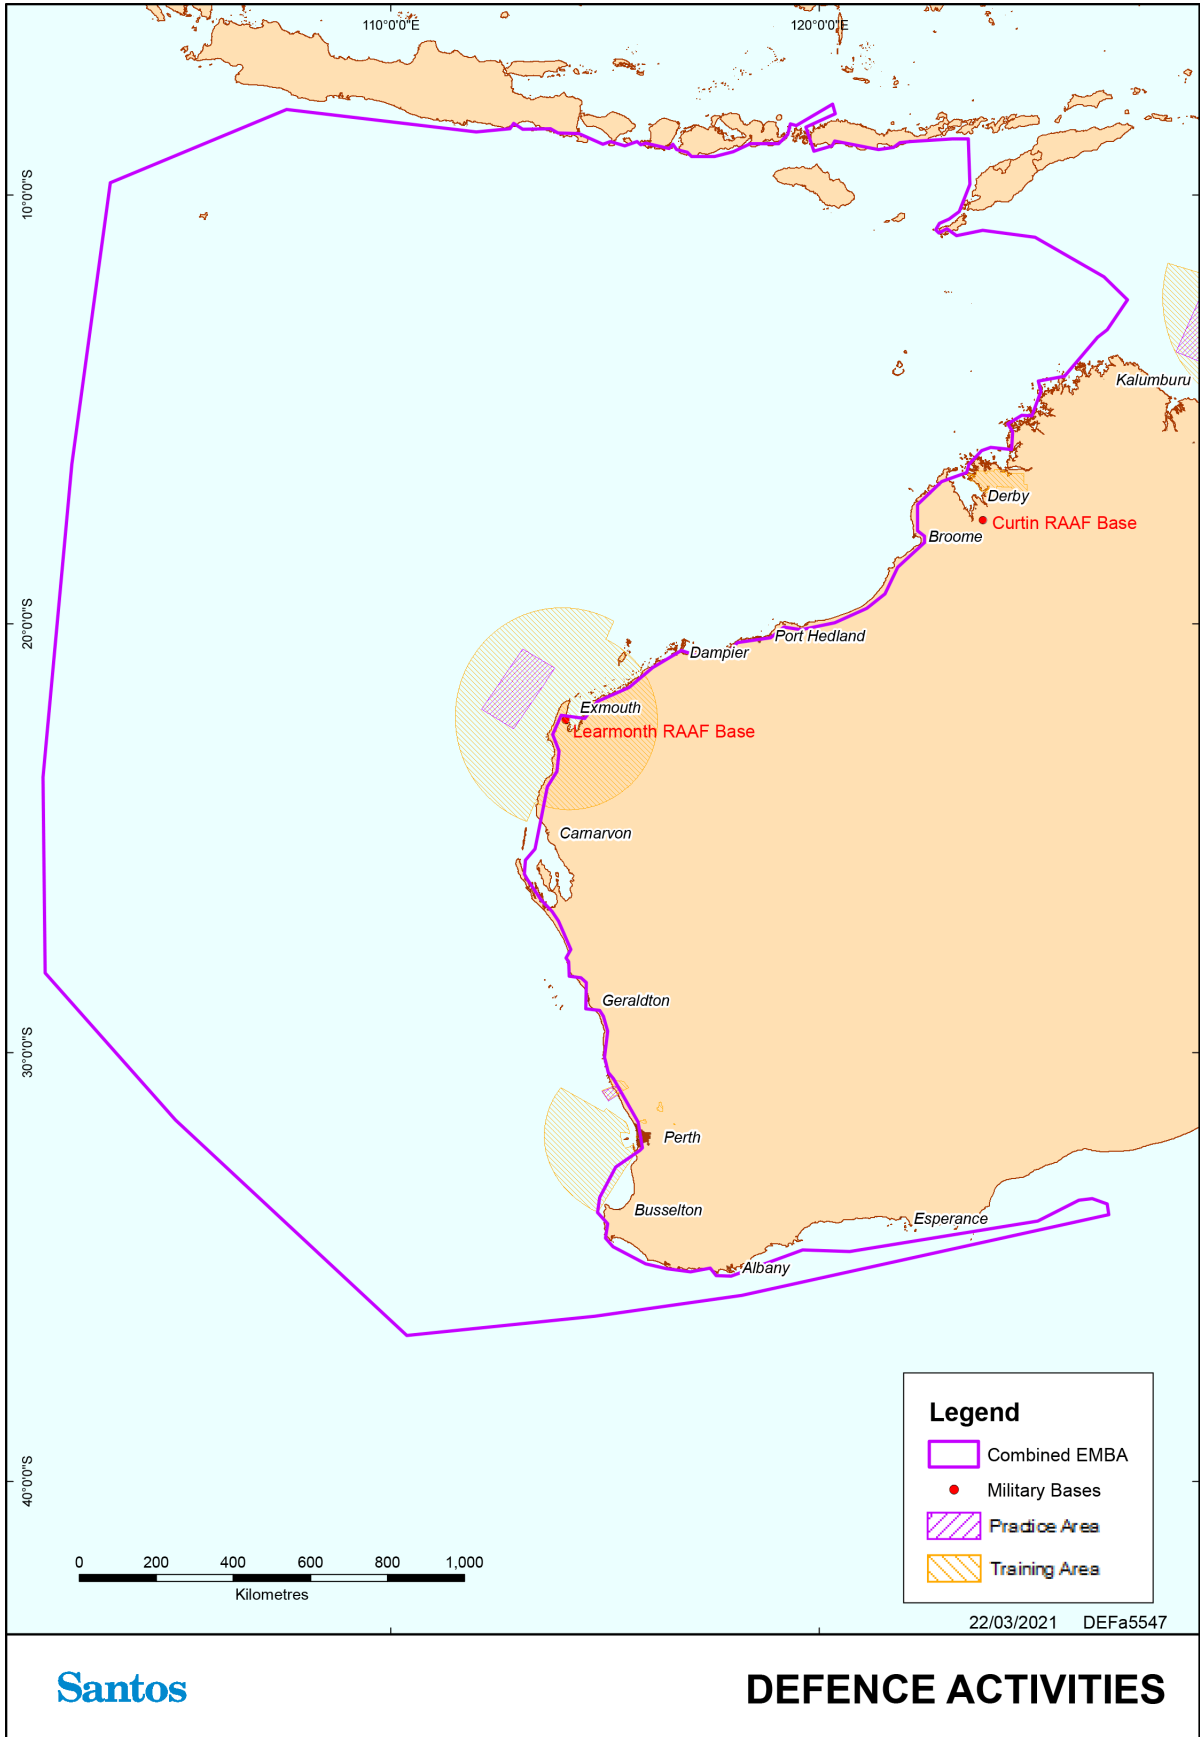 110°0'0"E
120°0'0"E
10°0'0"S
20°0'0"S
30°0'0"S
40°0'0"S
Kalumburu
Derby
Curtin RAAF Base
Broome
Port Hedland
Dampier
Exmouth
Learmonth RAAF Base
Carnarvon
Geraldton
Perth
Busselton
Esperance
Albany
Legend
Combined EMBA
Military Bases
Practice Area
Training Area
0 200 400 600 800 1,000
Kilometres
22/03/2021 DEFa5547
Santos
DEFENCE ACTIVITIES